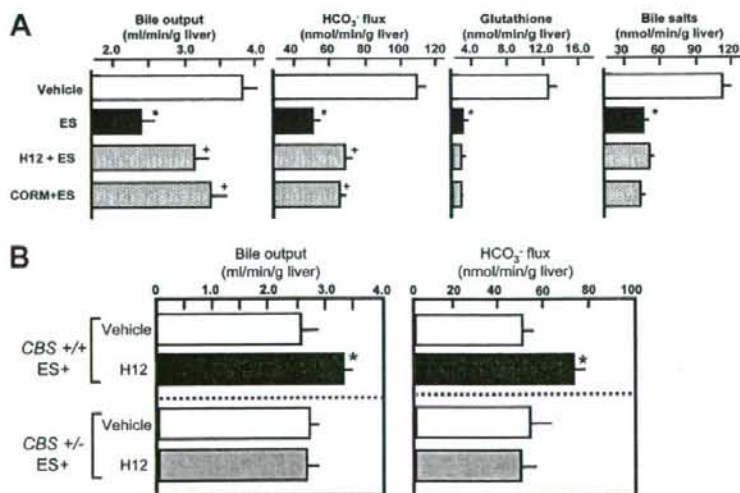 A
Bile output
(ml/min/g liver)
2.0 3.0 4.0
HCO₃⁻ flux
(nmol/min/g liver)
40 60 80 100 120
Glutathione
(nmol/min/g liver)
4.0 8.0 12.0 16.0
Bile salts
(nmol/min/g liver)
30 60 90 120
Vehicle
ES * * * *
H12 + ES + +
CORM+ES + +
B
Bile output
(ml/min/g liver)
0 1.0 2.0 3.0 4.0
HCO₃⁻ flux
(nmol/min/g liver)
0 20 40 60 80 100
CBS +/+
ES+
Vehicle
H12 * *
CBS +/-
ES+
Vehicle
H12